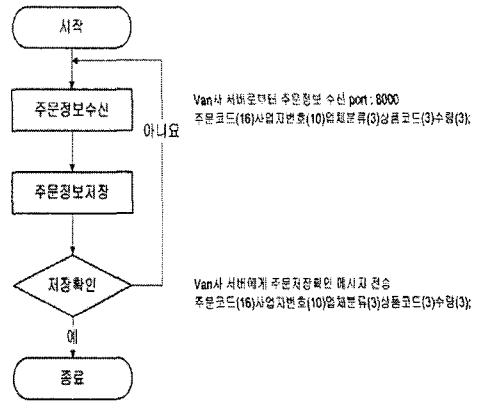 시작
주문정보수신
Van사 서버로부터 주문정보 수신 port : 8000
주문코드(16)사업자번호(10)업체분류(3)상품코드(3)수량(3);
아니요
주문정보저장
저장확인
Van사 서버에게 주문저장확인 메시지 전송
주문코드(16)사업자번호(10)업체분류(3)상품코드(3)수량(3);
예
종료